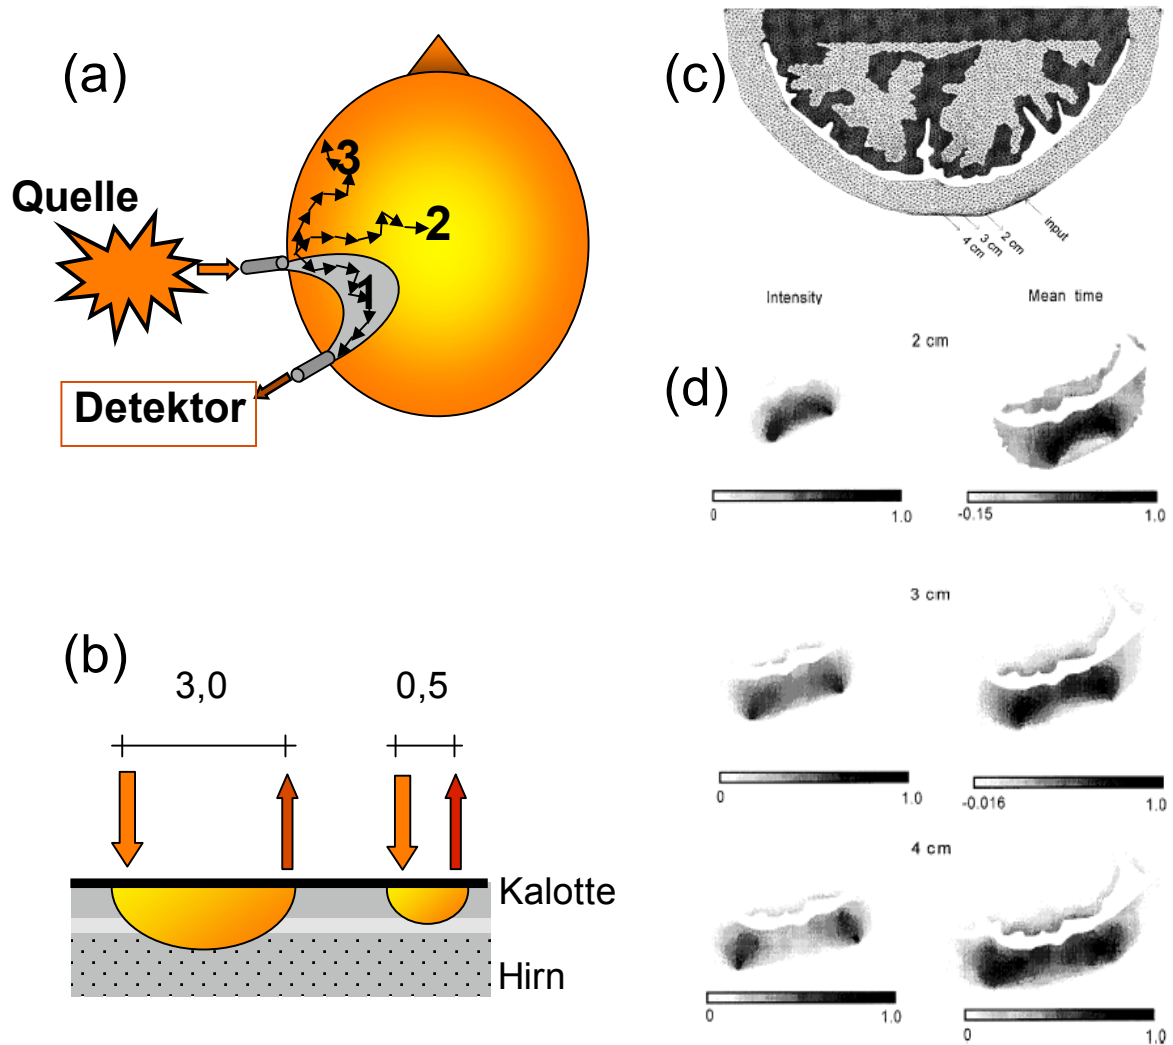 (a)
Quelle
3
2
1
Detektor
(b)
3,0
0,5
Kalotte
Hirn
(c)
input
2 cm
3 cm
4 cm
(d)
Intensity
Mean time
2 cm
0
1.0
-0.15
1.0
3 cm
0
1.0
-0.016
1.0
4 cm
0
1.0
0
1.0